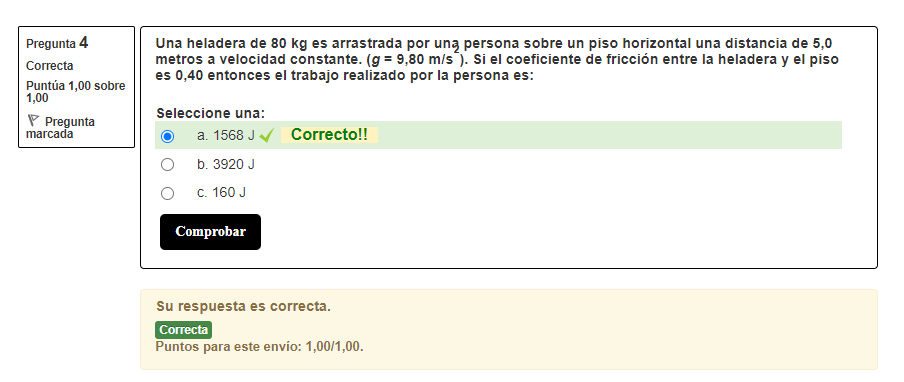 Pregunta 4
Correcta
Puntúa 1,00 sobre
1,00
Pregunta
marcada
Una heladera de 80 kg es arrastrada por una persona sobre un piso horizontal una distancia de 5,0
metros a velocidad constante. (g = 9,80 m/s²). Si el coeficiente de fricción entre la heladera y el piso
es 0,40 entonces el trabajo realizado por la persona es:
Seleccione una:
a. 1568 J Correcto!!
b. 3920 J
c. 160 J
Comprobar
Su respuesta es correcta.
Correcta
Puntos para este envío: 1,00/1,00.